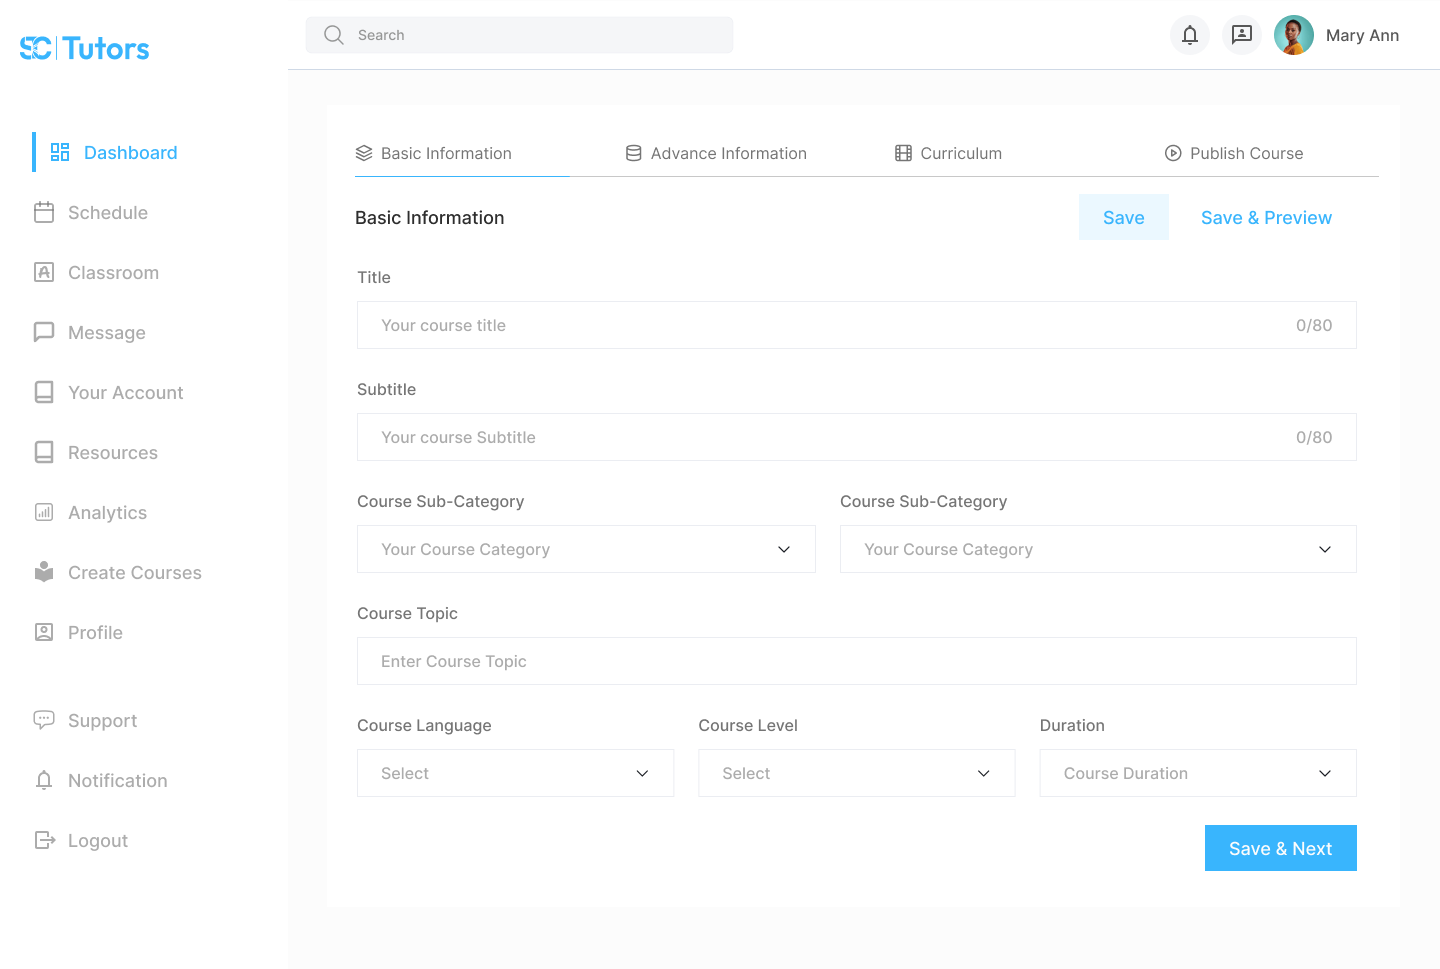 SC Tutors
Search
Mary Ann
Dashboard
Schedule
Classroom
Message
Your Account
Resources
Analytics
Create Courses
Profile
Support
Notification
Logout
Basic Information
Advance Information
Curriculum
Publish Course
Basic Information
Save
Save & Preview
Title
Your course title
0/80
Subtitle
Your course Subtitle
0/80
Course Sub-Category
Course Sub-Category
Your Course Category
Your Course Category
Course Topic
Enter Course Topic
Course Language
Course Level
Duration
Select
Select
Course Duration
Save & Next